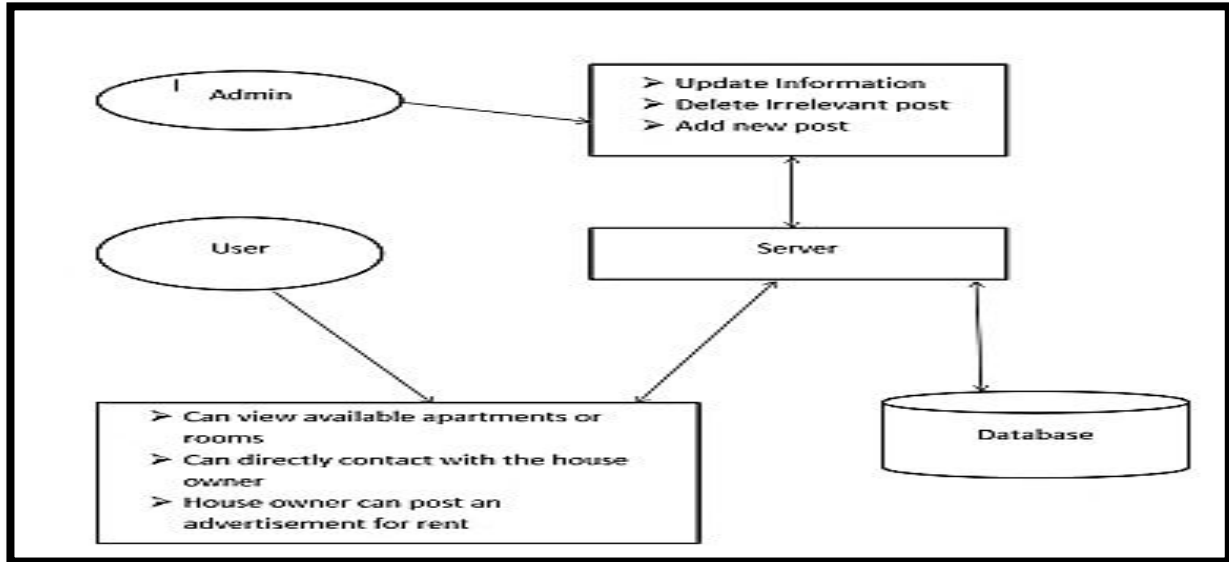 Admin
➢ Update Information
➢ Delete Irrelevant post
➢ Add new post
User
Server
➢ Can view available apartments or
rooms
➢ Can directly contact with the house
owner
➢ House owner can post an
advertisement for rent
Database